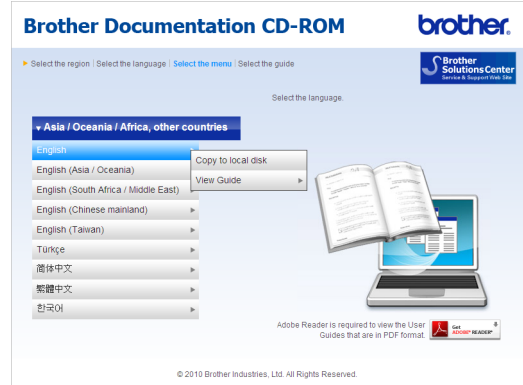 Brother Documentation CD-ROM
brother.
Select the region | Select the language | Select the menu | Select the guide
Brother
Solutions Center
Service & Support Web Site
Select the language.
Asia / Oceania / Africa, other countries
English
Copy to local disk
View Guide
English (Asia / Oceania)
English (South Africa / Middle East)
English (Chinese mainland)
English (Taiwan)
Türkçe
简体中文
繁體中文
한국어
Adobe Reader is required to view the User
Guides that are in PDF format.
Get
ADOBE® READER®
© 2010 Brother Industries, Ltd. All Rights Reserved.